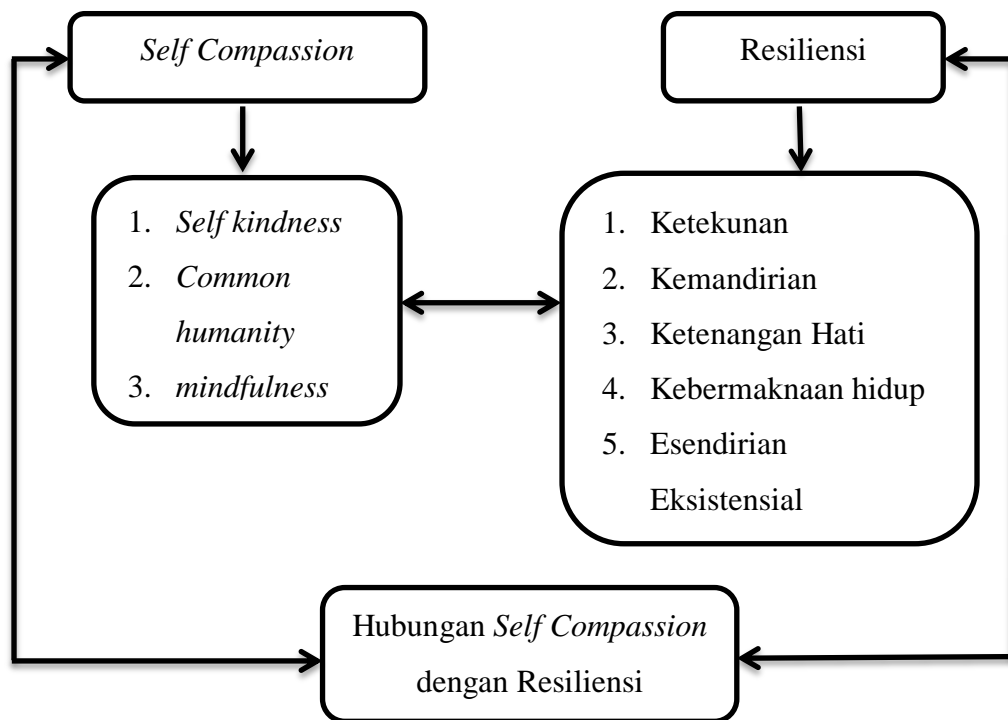 Self Compassion
Resiliensi
1. Self kindness
2. Common
humanity
3. mindfulness
1. Ketekunan
2. Kemandirian
3. Ketenangan Hati
4. Kebermaknaan hidup
5. Esendirian
Eksistensial
Hubungan Self Compassion
dengan Resiliensi